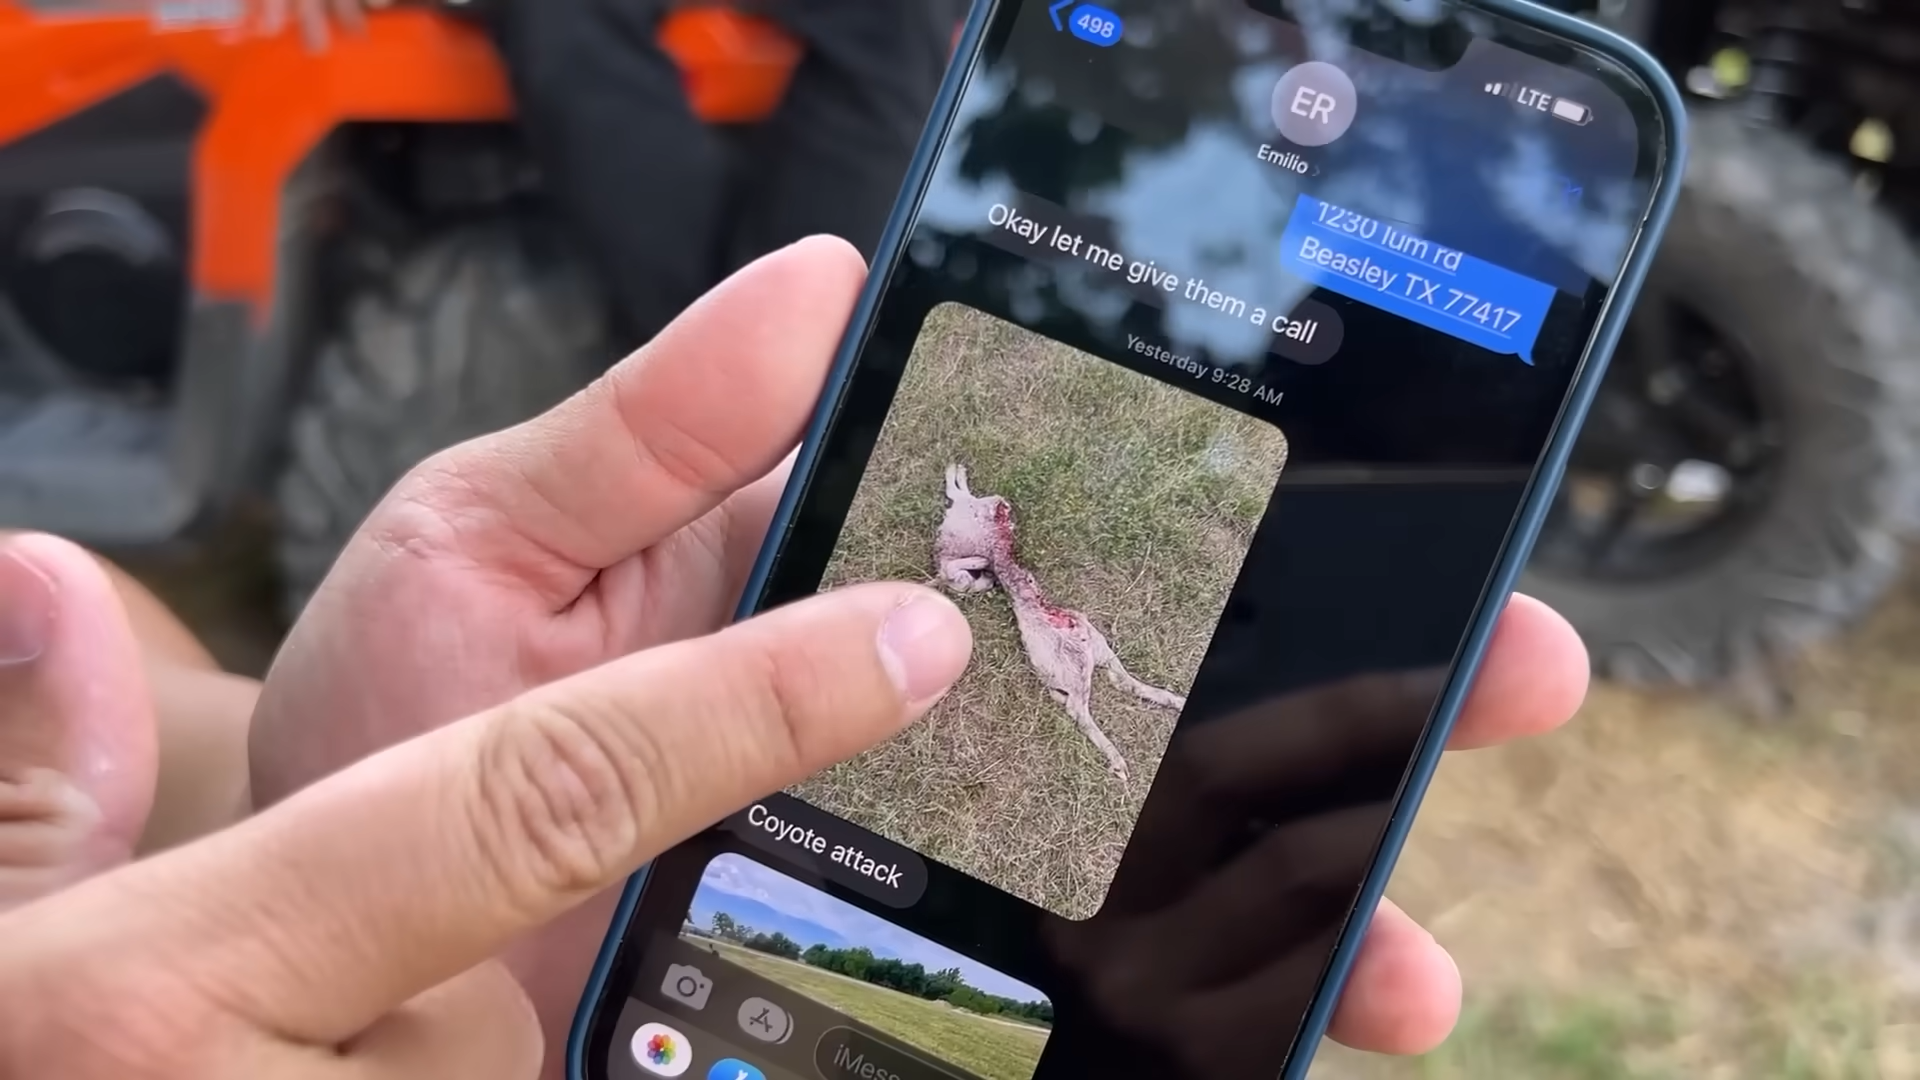 498
LTE
ER
Emilio
1230 lum rd
Beasley TX 77417
Okay let me give them a call
Yesterday 9:28 AM
Coyote attack
iMess